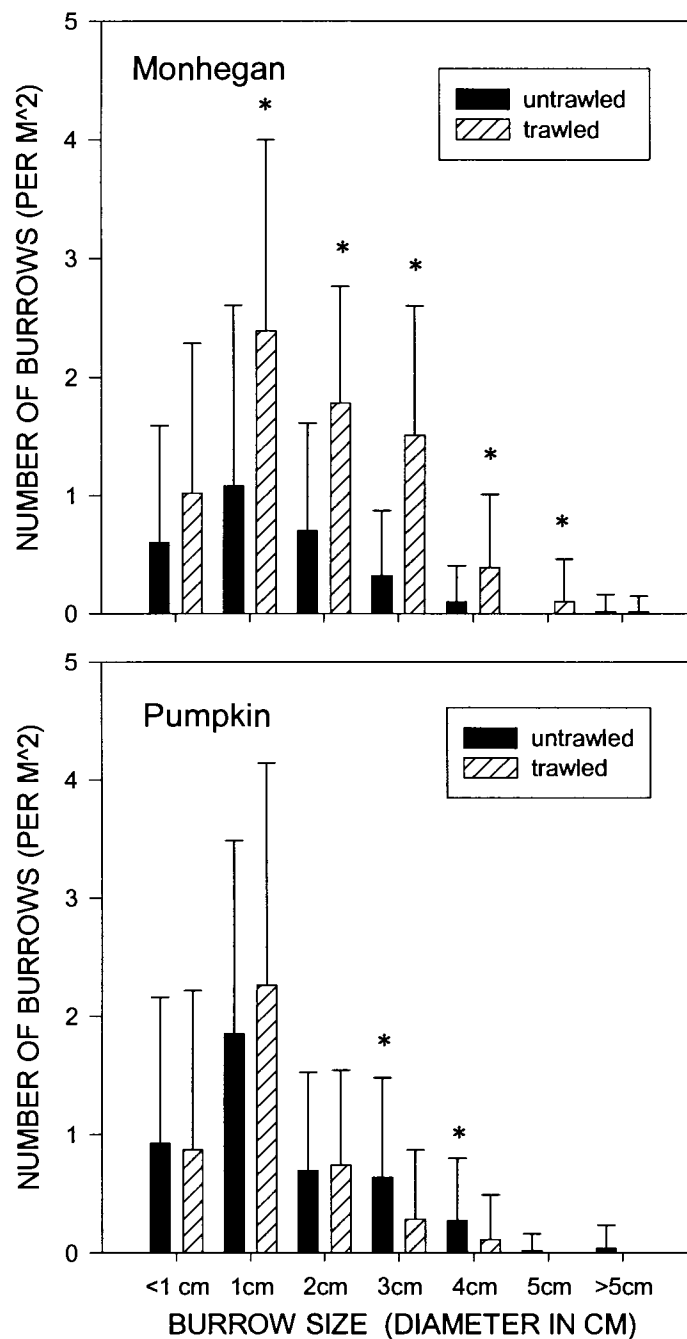 5
Monhegan
untrawled
trawled
*
4
*
*
3
2
*
1
*
0
NUMBER OF BURROWS (PER M^2)
5
Pumpkin
untrawled
trawled
4
3
2
*
*
1
0
NUMBER OF BURROWS (PER M^2)
<1 cm 1cm 2cm 3cm 4cm 5cm >5cm
BURROW SIZE (DIAMETER IN CM)